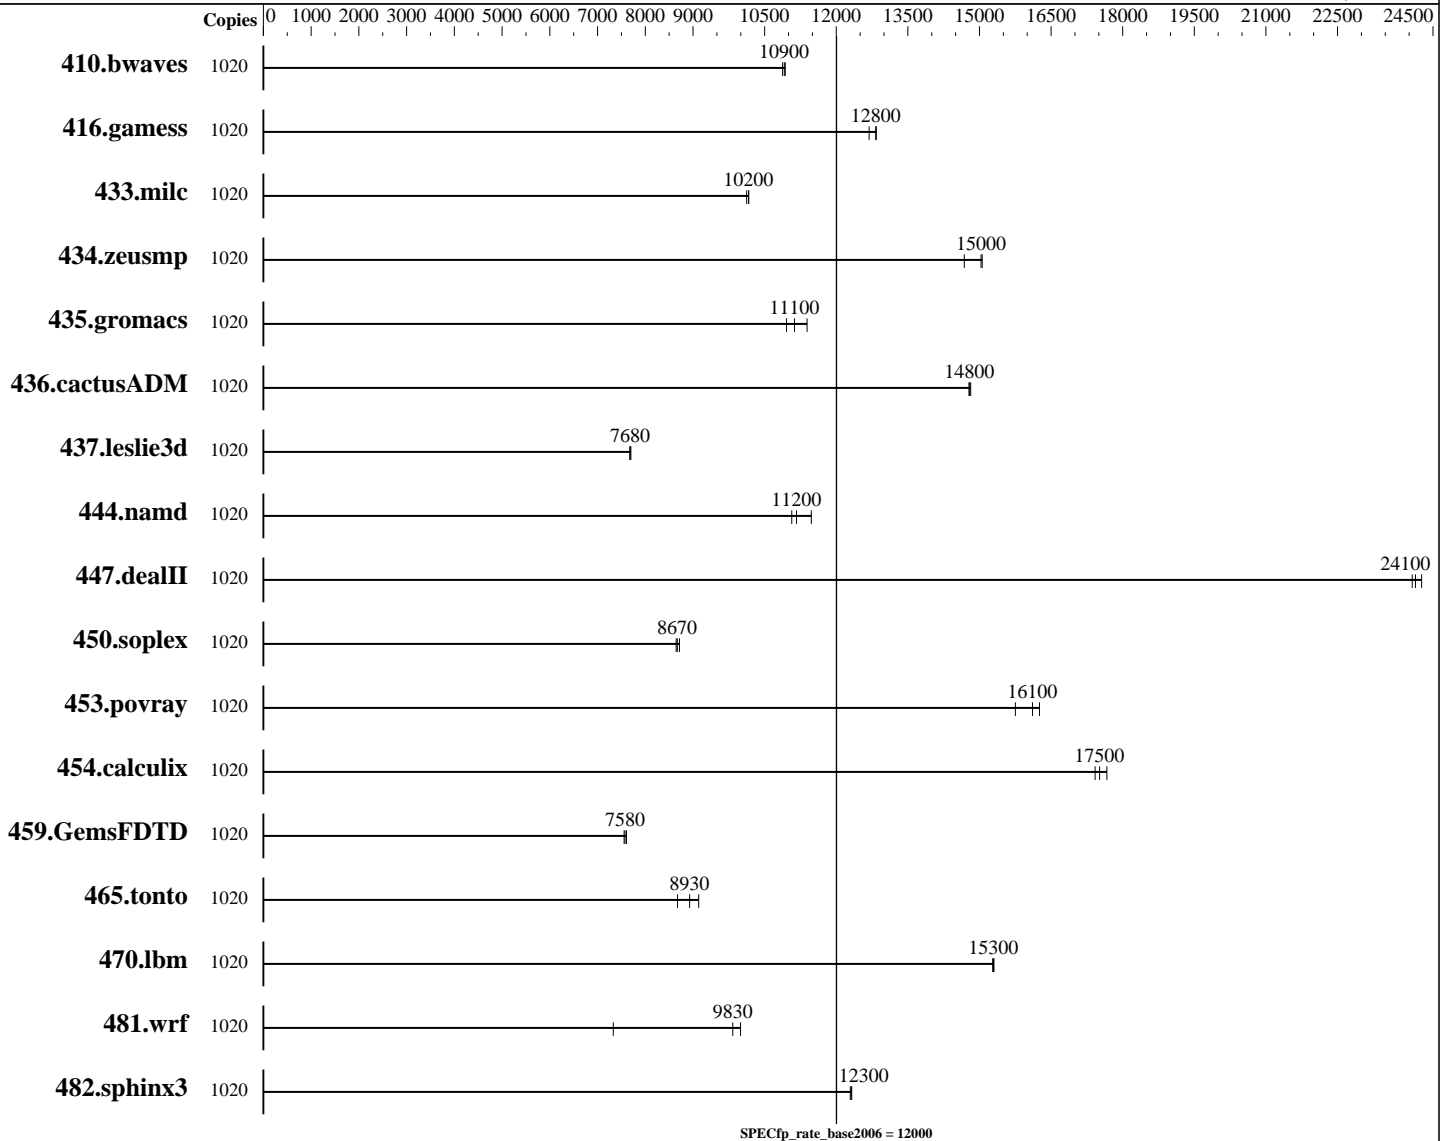 Copies 0 1000 2000 3000 4000 5000 6000 7000 8000 9000 10500 12000 13500 15000 16500 18000 19500 21000 22500 24500
410.bwaves 1020 10900
416.gamess 1020 12800
433.milc 1020 10200
434.zeusmp 1020 15000
435.gromacs 1020 11100
436.cactusADM 1020 14800
437.leslie3d 1020 7680
444.namd 1020 11200
447.dealII 1020 24100
450.soplex 1020 8670
453.povray 1020 16100
454.calculix 1020 17500
459.GemsFDTD 1020 7580
465.tonto 1020 8930
470.lbm 1020 15300
481.wrf 1020 9830
482.sphinx3 1020 12300
SPECfp_rate_base2006 = 12000